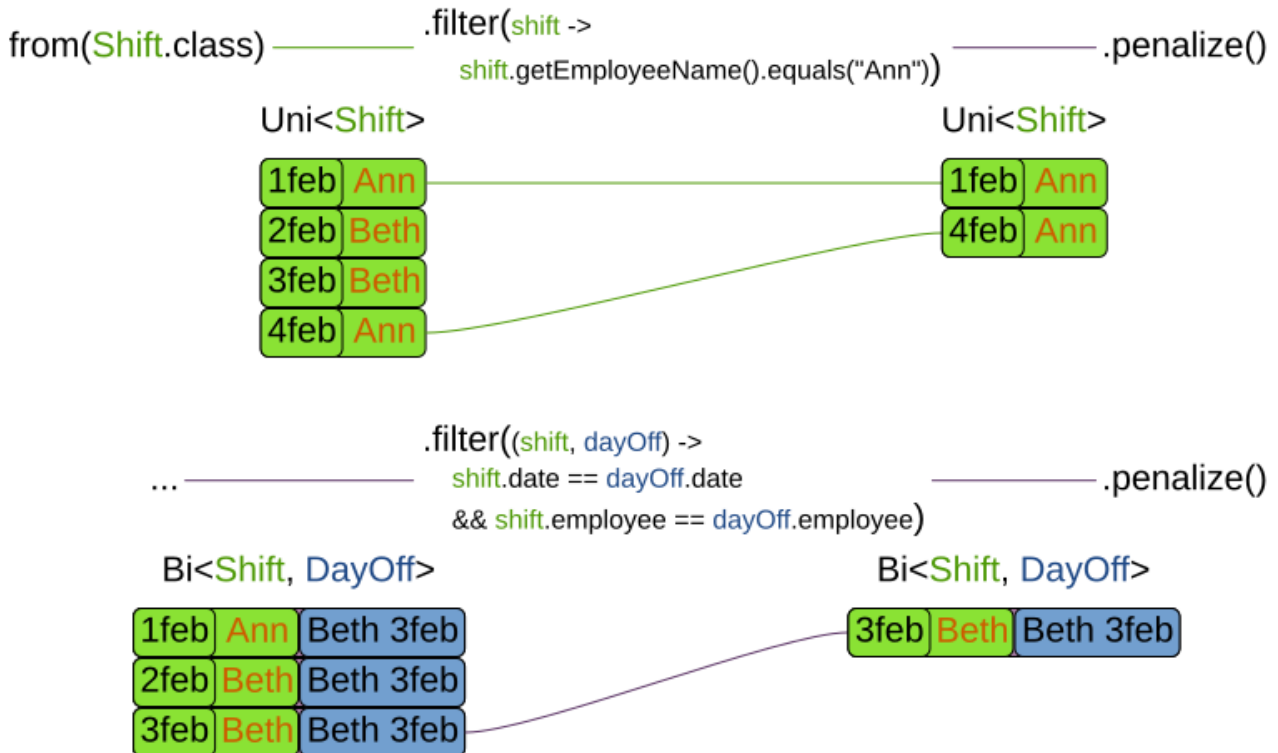 from(Shift.class)
.filter(shift ->
shift.getEmployeeName().equals("Ann"))
.penalize()
Uni<Shift>
Uni<Shift>
1feb Ann
1feb Ann
2feb Beth
4feb Ann
3feb Beth
4feb Ann
...
.filter((shift, dayOff) ->
shift.date == dayOff.date
&& shift.employee == dayOff.employee)
.penalize()
Bi<Shift, DayOff>
Bi<Shift, DayOff>
1feb Ann Beth 3feb
3feb Beth Beth 3feb
2feb Beth Beth 3feb
3feb Beth Beth 3feb